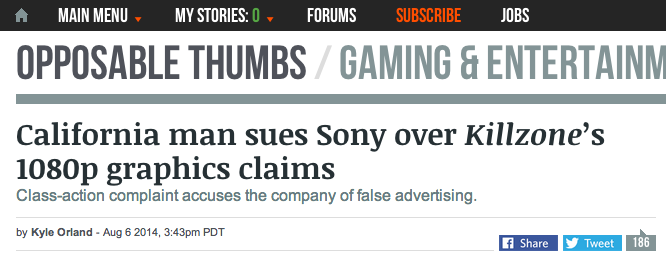 MAIN MENU MY STORIES: 0 FORUMS SUBSCRIBE JOBS
OPPOSABLE THUMBS / GAMING & ENTERTAINM
California man sues Sony over Killzone’s
1080p graphics claims
Class-action complaint accuses the company of false advertising.
by Kyle Orland - Aug 6 2014, 3:43pm PDT
Share Tweet 186